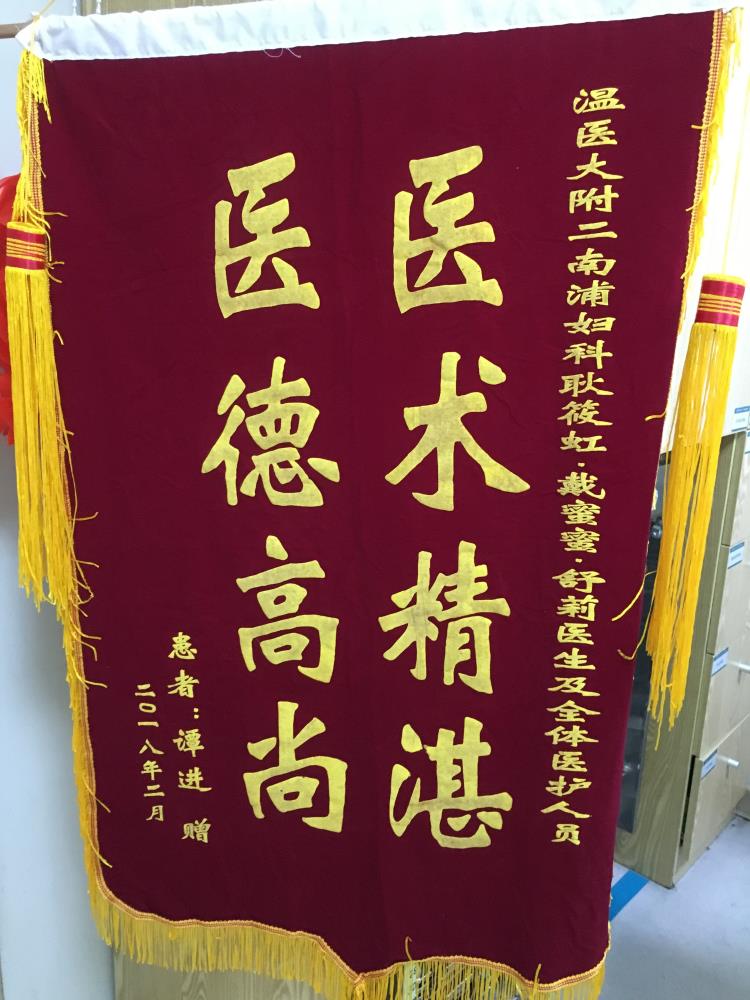 温医大附二南浦妇科耿筱虹·戴蜜蜜·舒莉医生及全体医护人员
医术精湛
医德高尚
患者：谭进 赠
二〇一八年二月